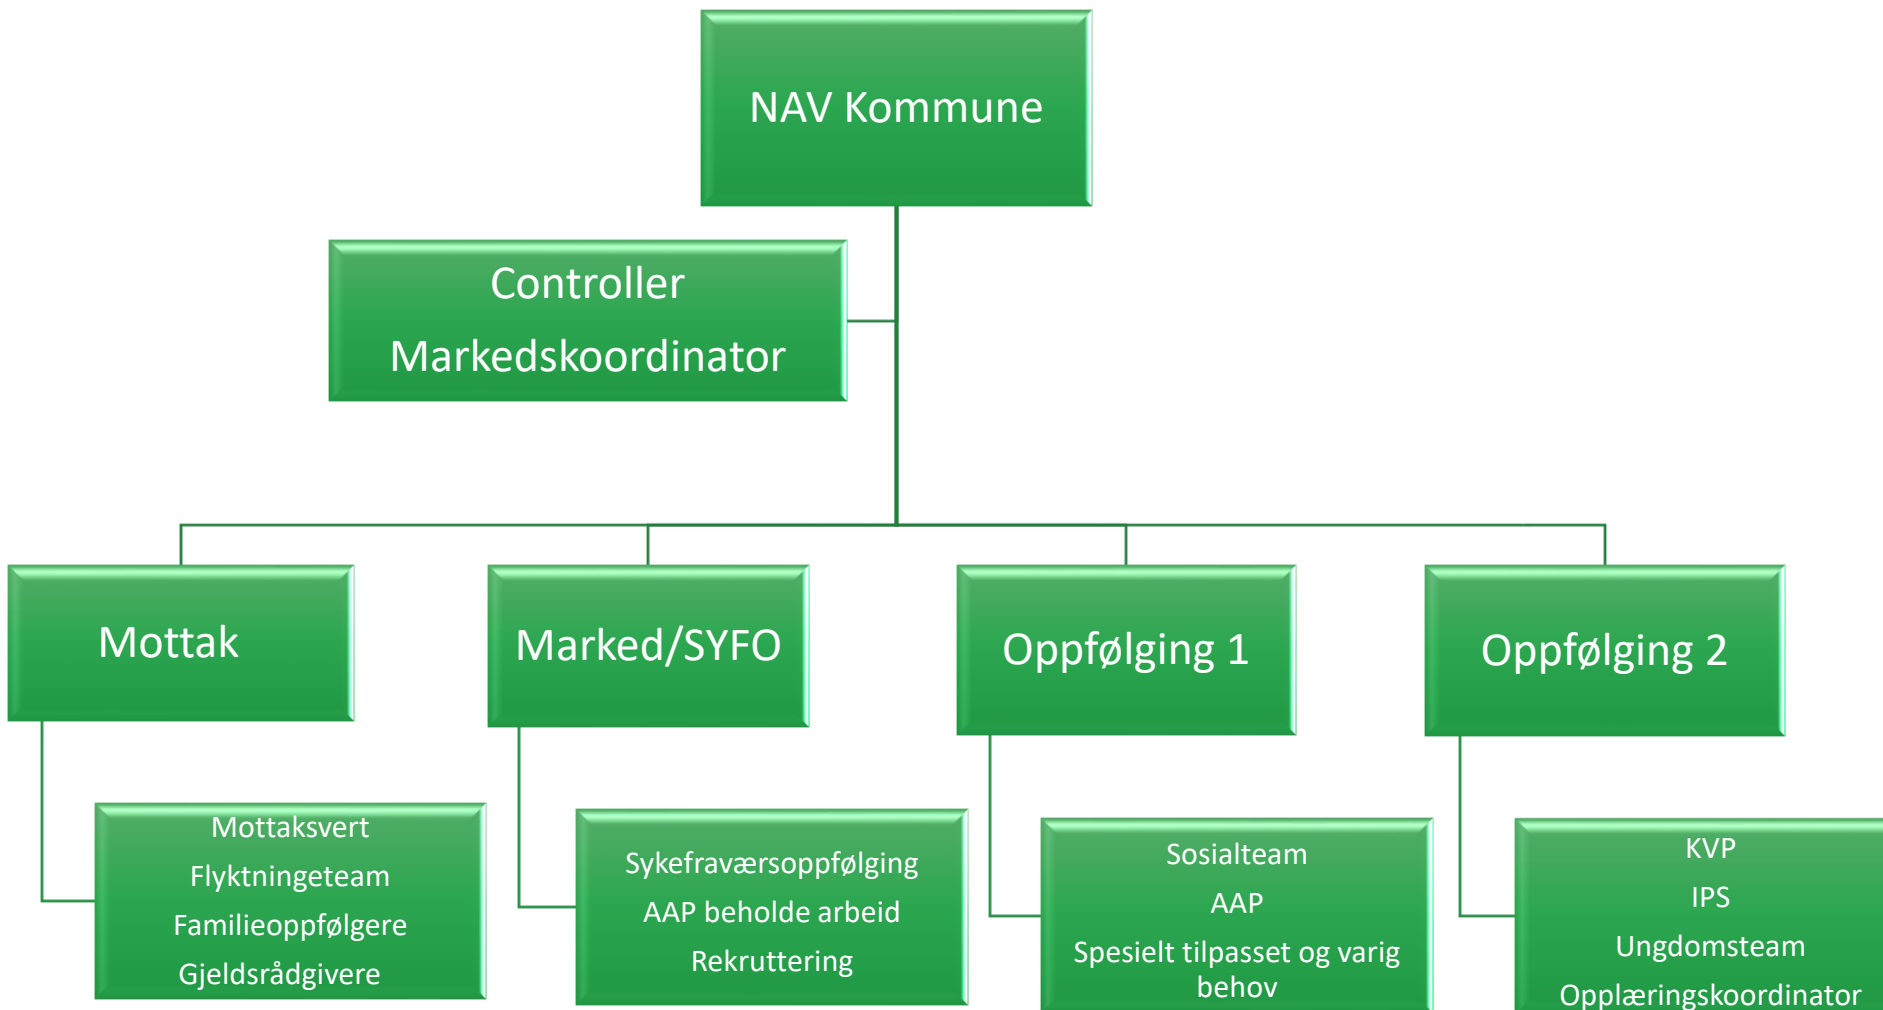 NAV Kommune
Controller
Markedskoordinator
Mottak
Marked/SYFO
Oppfølging 1
Oppfølging 2
Mottaksvert
Flyktningeteam
Familieoppfølgere
Gjeldsrådgivere
Sykefraværsoppfølging
AAP beholde arbeid
Rekruttering
Sosialteam
AAP
Spesielt tilpasset og varig
behov
KVP
IPS
Ungdomsteam
Opplæringskoordinator